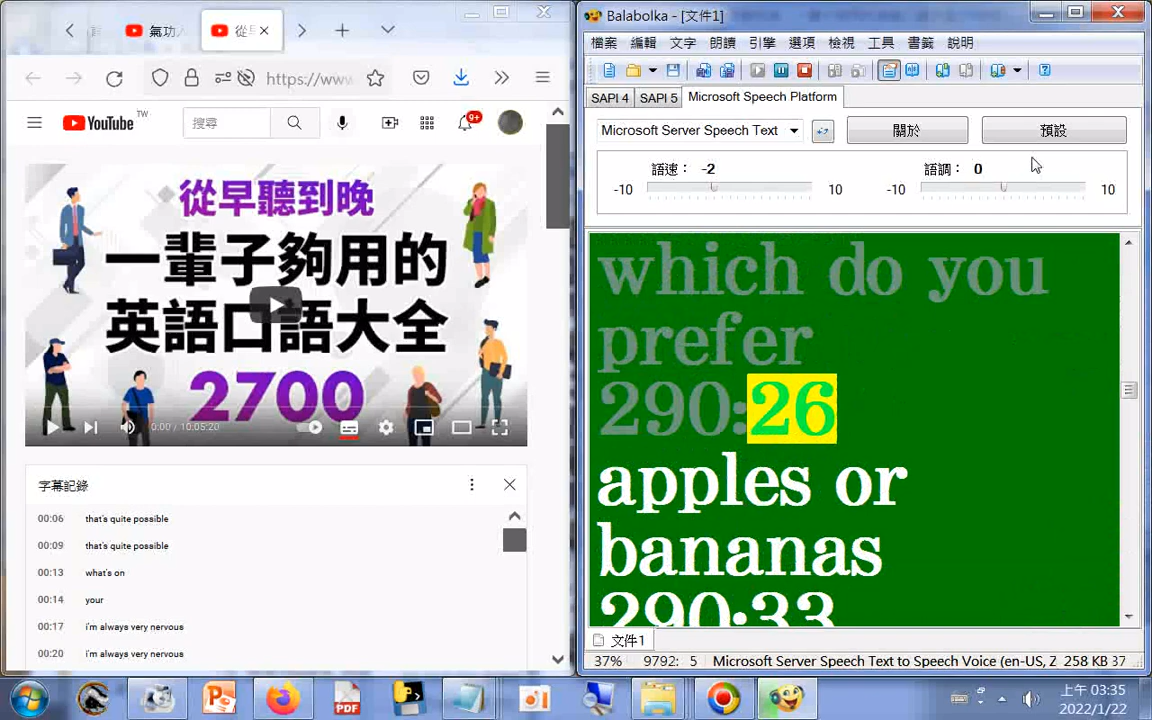 氣功入
從
https://www
YouTube TW
搜尋
9+
從早聽到晚
一輩子夠用的
英語口語大全
2700
0:00 / 10:05:20
字幕記錄
00:06 that's quite possible
00:09 that's quite possible
00:13 what's on
00:14 your
00:17 i'm always very nervous
00:20 i'm always very nervous
Balabolka - [文件1]
檔案 編輯 文字 朗讀 引擎 選項 檢視 工具 書籤 說明
SAPI 4 SAPI 5 Microsoft Speech Platform
Microsoft Server Speech Text 關於 預設
語速： -2 語調： 0
-10 10 -10 10
which do you
prefer
290:26
apples or
bananas
290:33
文件1
37% 9792: 5 Microsoft Server Speech Text to Speech Voice (en-US, Z 258 KB 37
PDF
上午 03:35
2022/1/22